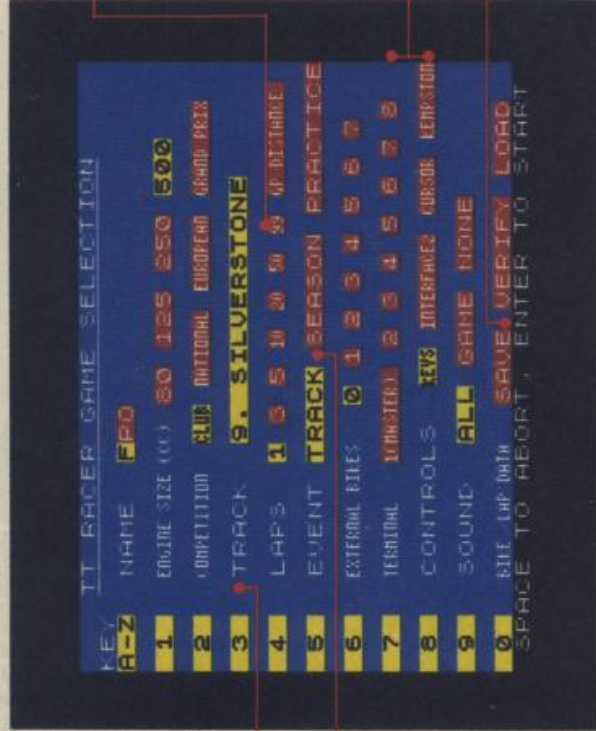 TT RACER GAME SELECTION
KEY
A-Z NAME FRO
1 ENGINE SIZE (CC) 80 125 250 500
2 COMPETITION CLUB NATIONAL EUROPEAN GRAND PRIX
3 TRACK 9. SILVERSTONE
4 LAPS 1 3 5 10 20 50 99 GP DISTANCE
5 EVENT TRACK SEASON PRACTICE
6 EXTERNAL BIKES 0 1 2 3 4 5 6 7
7 TERMINAL 1(MASTER) 2 3 4 5 6 7 8
8 CONTROLS KEYS INTERFACE2 CURSOR KEMPSTON
9 SOUND ALL GAME NONE
0 BIKE LAP DATA SAVE VERIFY LOAD
SPACE TO ABORT, ENTER TO START